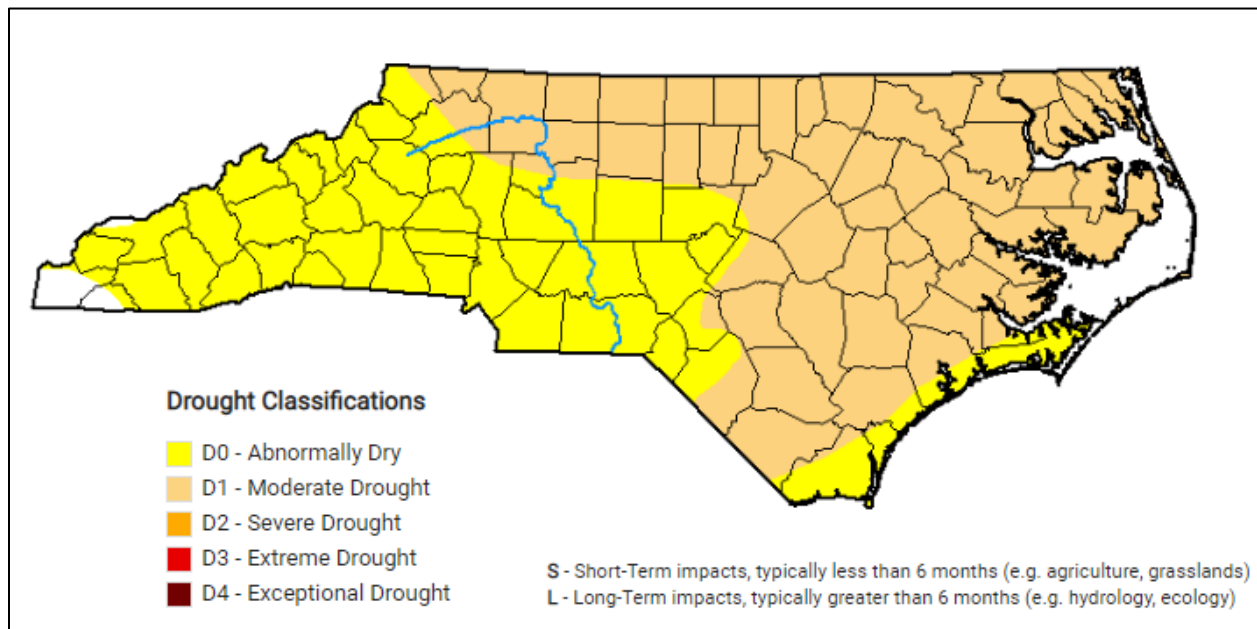 Drought Classifications
D0 - Abnormally Dry
D1 - Moderate Drought
D2 - Severe Drought
D3 - Extreme Drought
D4 - Exceptional Drought
S - Short-Term impacts, typically less than 6 months (e.g. agriculture, grasslands)
L - Long-Term impacts, typically greater than 6 months (e.g. hydrology, ecology)